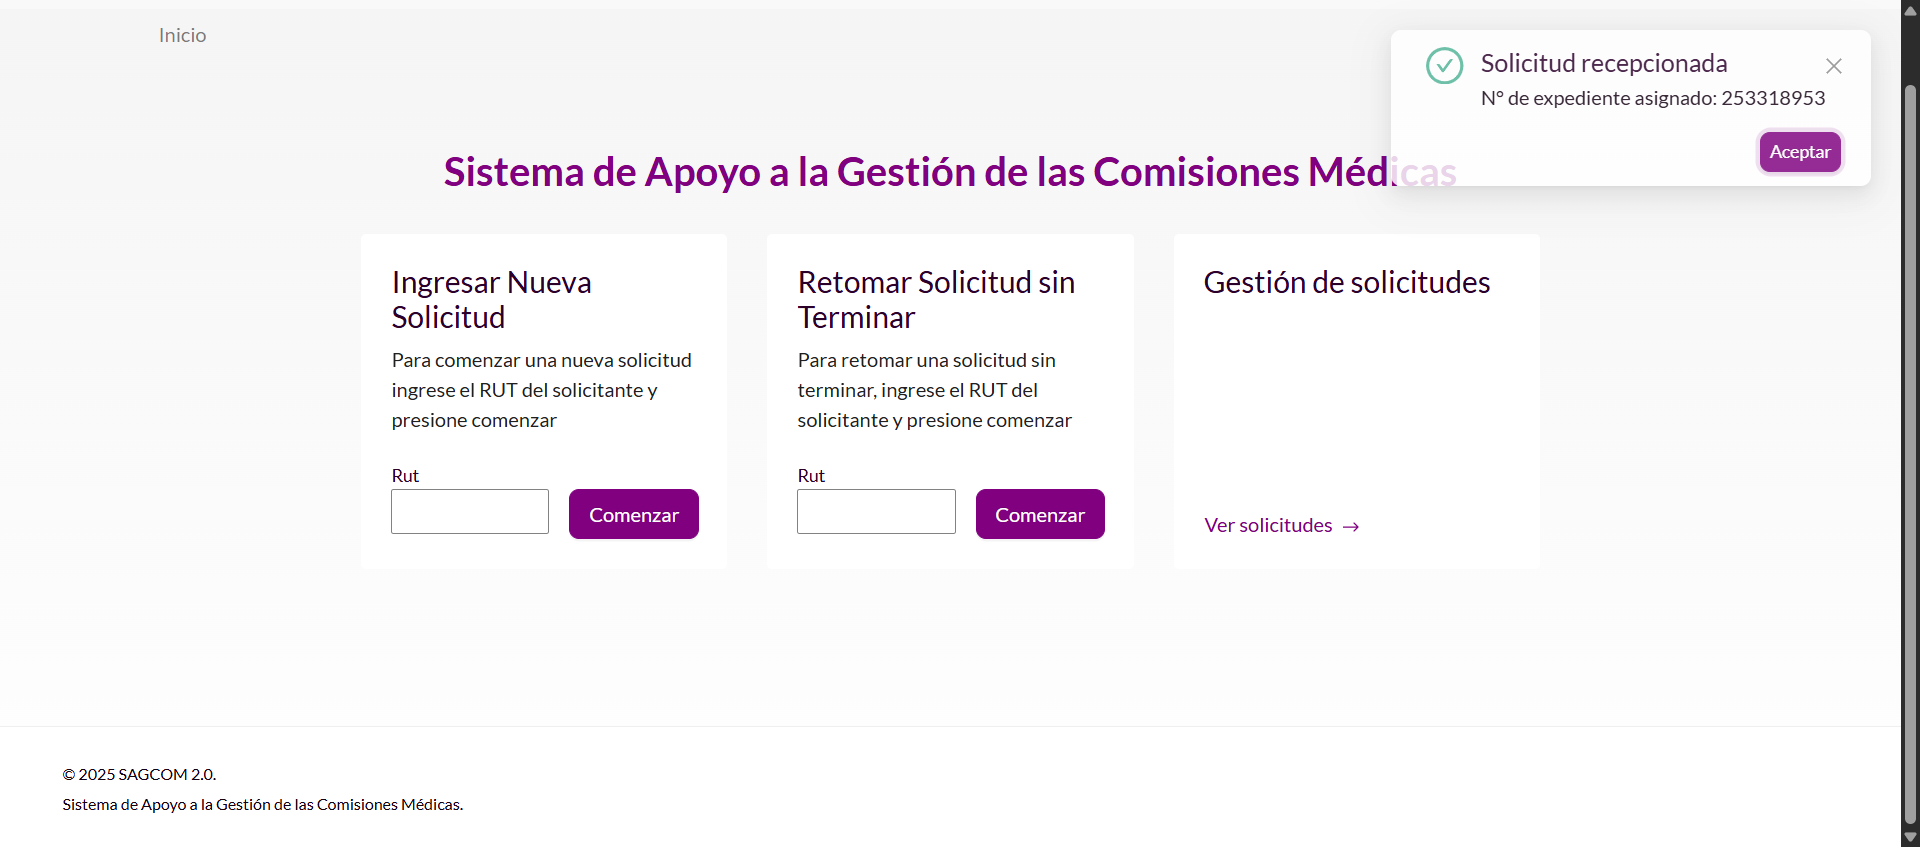 Inicio
Solicitud recepcionada
N° de expediente asignado: 253318953
Aceptar
Sistema de Apoyo a la Gestión de las Comisiones Médicas
Ingresar Nueva
Solicitud
Para comenzar una nueva solicitud
ingrese el RUT del solicitante y
presione comenzar
Rut
Comenzar
Retomar Solicitud sin
Terminar
Para retomar una solicitud sin
terminar, ingrese el RUT del
solicitante y presione comenzar
Rut
Comenzar
Gestión de solicitudes
Ver solicitudes →
© 2025 SAGCOM 2.0.
Sistema de Apoyo a la Gestión de las Comisiones Médicas.